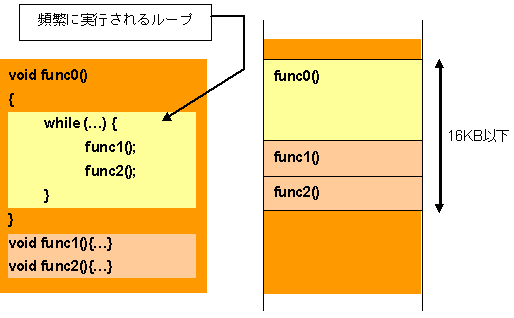 頻繁に実行されるループ
void func0()
{
while (…) {
func1();
func2();
}
}
void func1(){…}
void func2(){…}
func0()
func1()
func2()
16KB以下